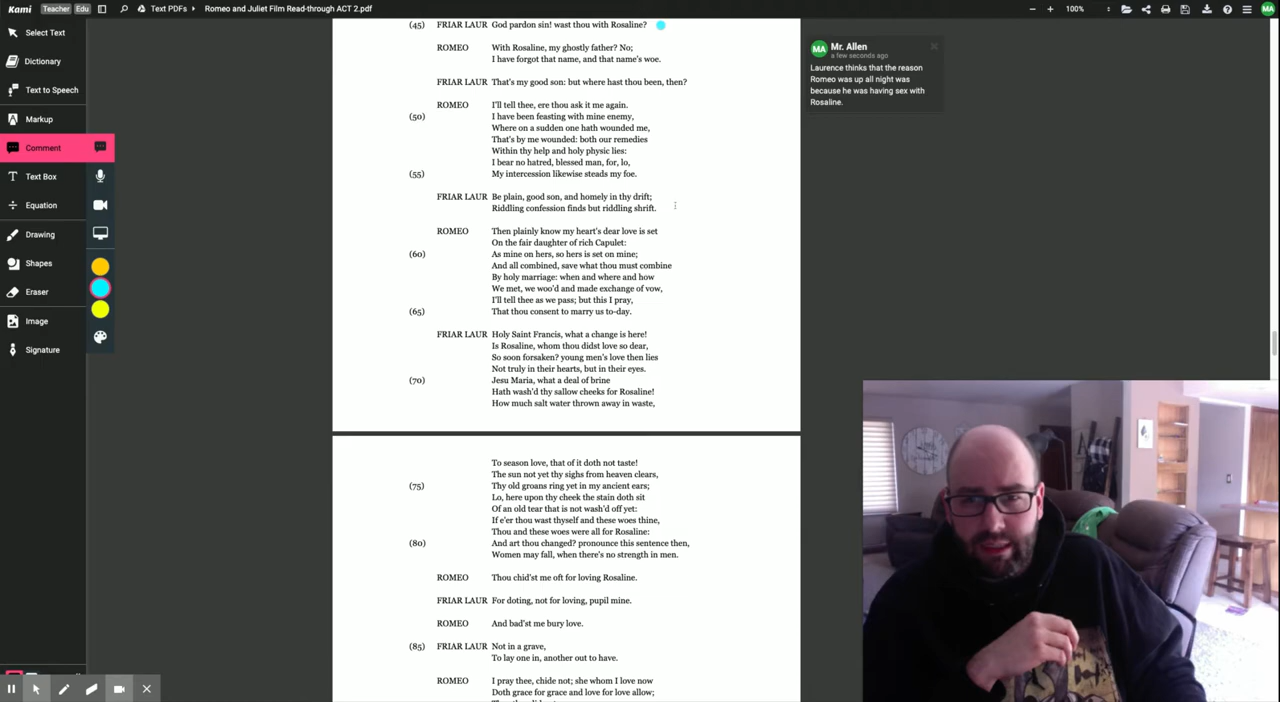 Kami
Teacher
Edu
Text PDFs
Romeo and Juliet Film Read-through ACT 2.pdf
100%
MA
Select Text
Dictionary
Text to Speech
Markup
Comment
Text Box
Equation
Drawing
Shapes
Eraser
Image
Signature
(45) FRIAR LAUR God pardon sin! wast thou with Rosaline?
ROMEO With Rosaline, my ghostly father? No;
I have forgot that name, and that name's woe.
FRIAR LAUR That's my good son: but where hast thou been, then?
ROMEO I'll tell thee, ere thou ask it me again.
(50) I have been feasting with mine enemy,
Where on a sudden one hath wounded me,
That's by me wounded: both our remedies
Within thy help and holy physic lies:
I bear no hatred, blessed man, for, lo,
(55) My intercession likewise steads my foe.
FRIAR LAUR Be plain, good son, and homely in thy drift;
Riddling confession finds but riddling shrift.
ROMEO Then plainly know my heart's dear love is set
On the fair daughter of rich Capulet:
(60) As mine on hers, so hers is set on mine;
And all combined, save what thou must combine
By holy marriage: when and where and how
We met, we woo'd and made exchange of vow,
I'll tell thee as we pass; but this I pray,
(65) That thou consent to marry us to-day.
FRIAR LAUR Holy Saint Francis, what a change is here!
Is Rosaline, whom thou didst love so dear,
So soon forsaken? young men's love then lies
Not truly in their hearts, but in their eyes.
(70) Jesu Maria, what a deal of brine
Hath wash'd thy sallow cheeks for Rosaline!
How much salt water thrown away in waste,
To season love, that of it doth not taste!
The sun not yet thy sighs from heaven clears,
(75) Thy old groans ring yet in my ancient ears;
Lo, here upon thy cheek the stain doth sit
Of an old tear that is not wash'd off yet:
If e'er thou wast thyself and these woes thine,
Thou and these woes were all for Rosaline:
(80) And art thou changed? pronounce this sentence then,
Women may fall, when there's no strength in men.
ROMEO Thou chid'st me oft for loving Rosaline.
FRIAR LAUR For doting, not for loving, pupil mine.
ROMEO And bad'st me bury love.
(85) FRIAR LAUR Not in a grave,
To lay one in, another out to have.
ROMEO I pray thee, chide not; she whom I love now
Doth grace for grace and love for love allow;
MA
Mr. Allen
a few seconds ago
Laurence thinks that the reason
Romeo was up all night was
because he was having sex with
Rosaline.